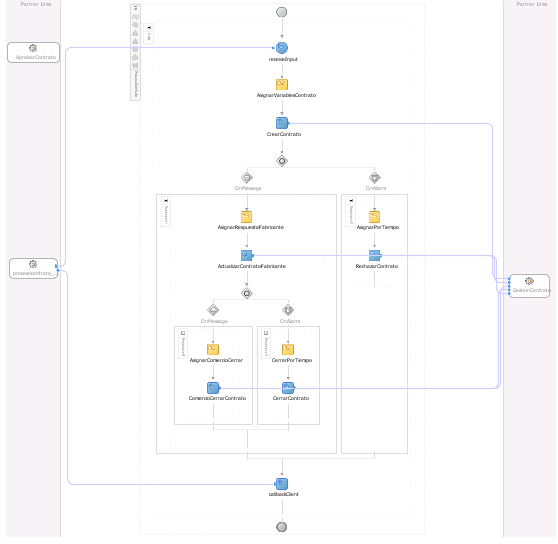 Partner Links
Partner Links
AprobarContrato
receiveInput
AsignarVariablesContrato
CrearContrato
OnMessage
OnAlarm
AsignarRespuestaFabricante
AsignarPorTiempo
ActualizarContratoFabricante
RechazarContrato
procesocontrato_...
GestionContrato
OnMessage
OnAlarm
AsignarComercioCerrar
CerrarPorTiempo
ComercioCerrarContrato
CerrarContrato
callbackClient